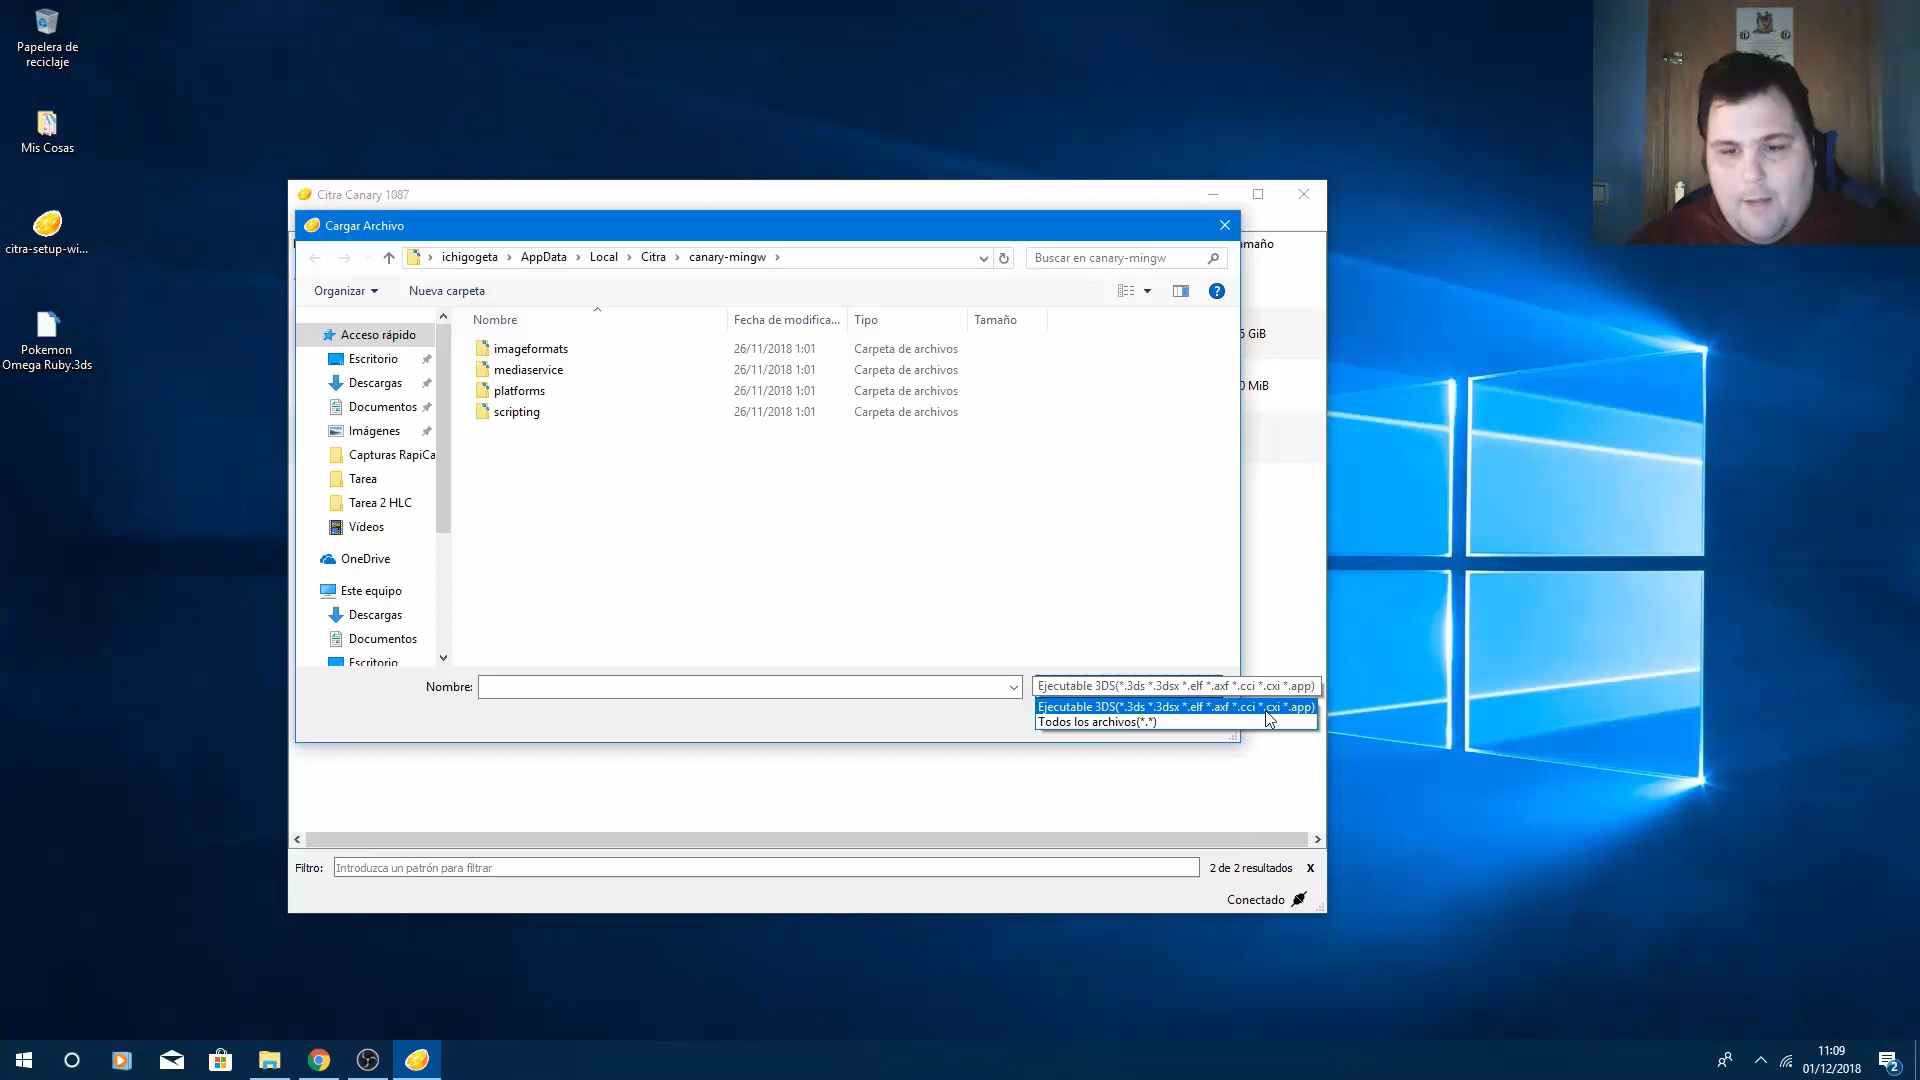 Papelera de
reciclaje
Mis Cosas
citra-setup-wi...
Pokemon
Omega Ruby.3ds
Citra Canary 1087
Cargar Archivo
ichigogeta > AppData > Local > Citra > canary-mingw >
Buscar en canary-mingw
amaño
Organizar
Nueva carpeta
Nombre
Fecha de modifica...
Tipo
Tamaño
Acceso rápido
Escritorio
Descargas
Documentos
Imágenes
Capturas RapiCa
Tarea
Tarea 2 HLC
Vídeos
OneDrive
Este equipo
Descargas
Documentos
Escritorio
imageformats 26/11/2018 1:01 Carpeta de archivos
mediaservice 26/11/2018 1:01 Carpeta de archivos
platforms 26/11/2018 1:01 Carpeta de archivos
scripting 26/11/2018 1:01 Carpeta de archivos
GiB
MiB
Nombre:
Ejecutable 3DS(*.3ds *.3dsx *.elf *.axf *.cci *.cxi *.app)
Ejecutable 3DS(*.3ds *.3dsx *.elf *.axf *.cci *.cxi *.app)
Todos los archivos(*.*)
Filtro:
Introduzca un patrón para filtrar
2 de 2 resultados X
Conectado
11:09
01/12/2018
2